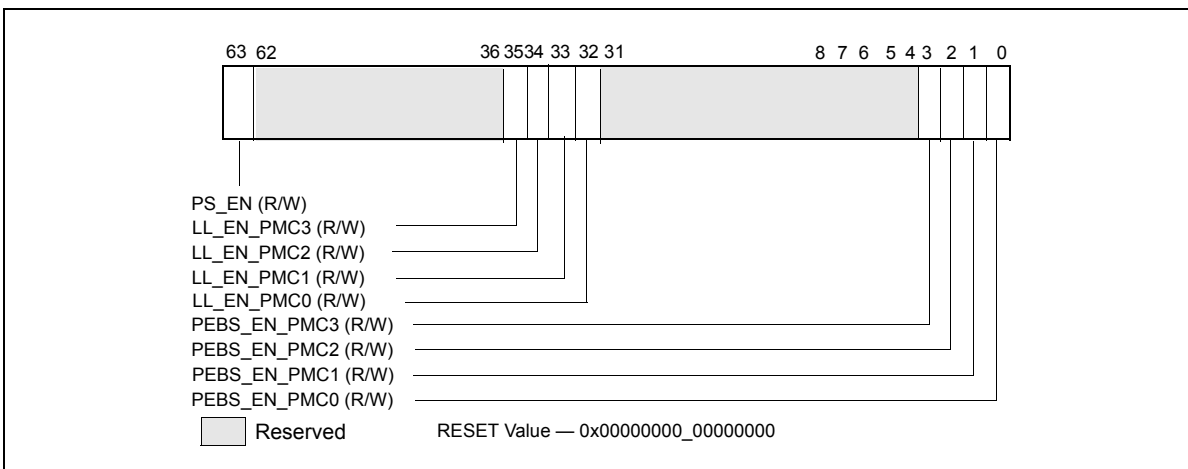 63 62 36 35 34 33 32 31 8 7 6 5 4 3 2 1 0
PS_EN (R/W)
LL_EN_PMC3 (R/W)
LL_EN_PMC2 (R/W)
LL_EN_PMC1 (R/W)
LL_EN_PMC0 (R/W)
PEBS_EN_PMC3 (R/W)
PEBS_EN_PMC2 (R/W)
PEBS_EN_PMC1 (R/W)
PEBS_EN_PMC0 (R/W)
Reserved RESET Value — 0x00000000_00000000